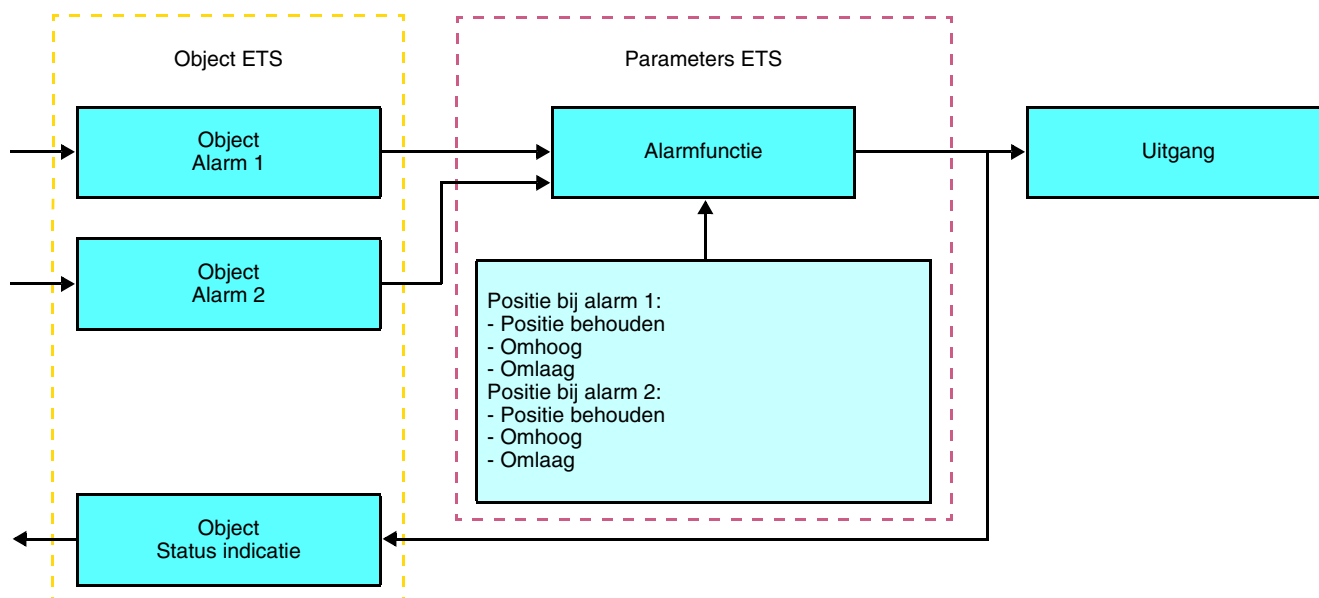 Object ETS
Parameters ETS
Object
Alarm 1
Alarmfunctie
Uitgang
Object
Alarm 2
Positie bij alarm 1:
- Positie behouden
- Omhoog
- Omlaag
Positie bij alarm 2:
- Positie behouden
- Omhoog
- Omlaag
Object
Status indicatie